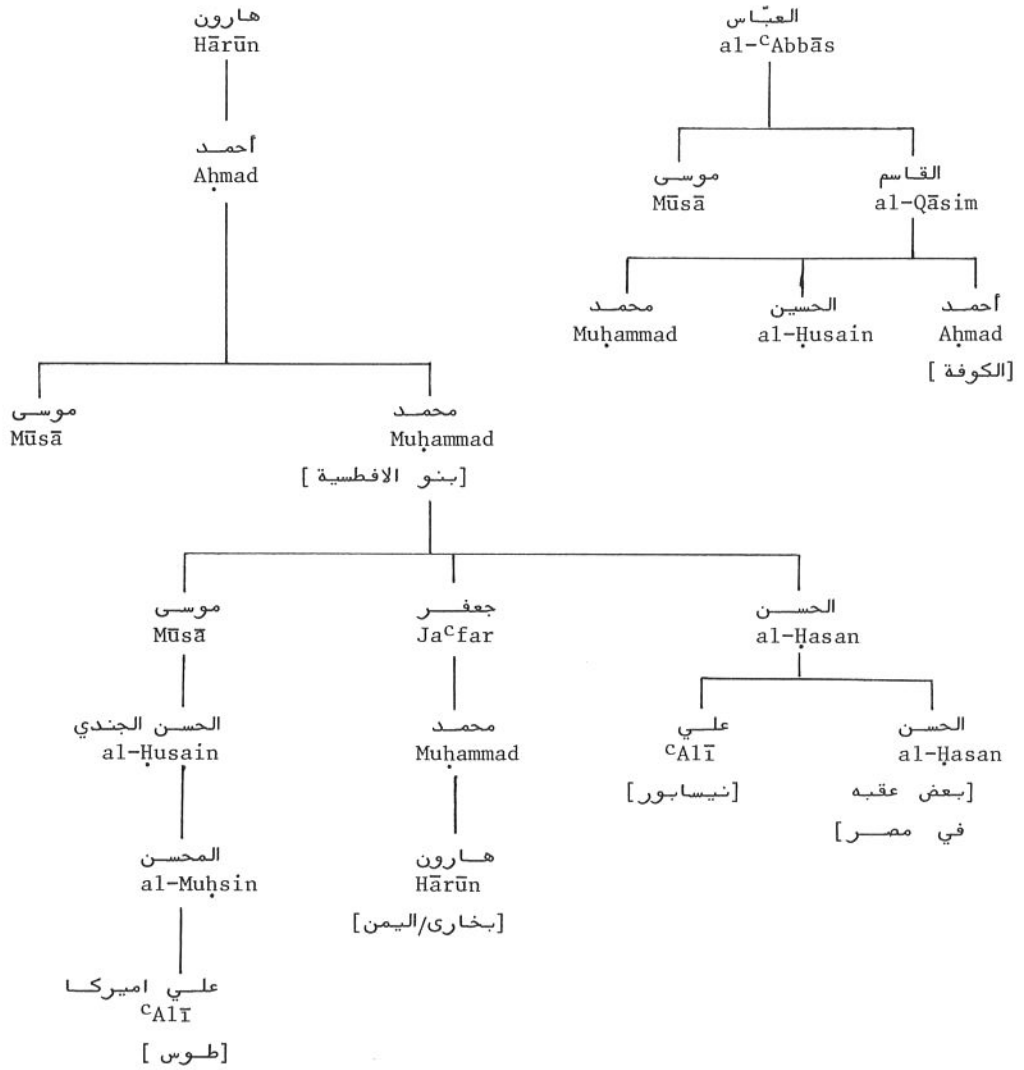 هارون
Hārūn
العبّاس
al-ᶜAbbās
أحمد
Aḥmad
موسى
Mūsā
القاسم
al-Qāsim
محمد
Muḥammad
الحسين
al-Ḥusain
أحمد
Aḥmad
[الكوفة]
موسى
Mūsā
محمد
Muḥammad
[بنو الافطسية]
موسى
Mūsā
جعفر
Jaᶜfar
الحسن
al-Ḥasan
الحسن الجندي
al-Ḥusain
محمد
Muḥammad
علي
ᶜAlī
[نيسابور]
الحسن
al-Ḥasan
[بعض عقبه
في مصر]
المحسن
al-Muḥsin
هارون
Hārūn
[بخارى/اليمن]
علي اميركا
ᶜAlī
[طوس]